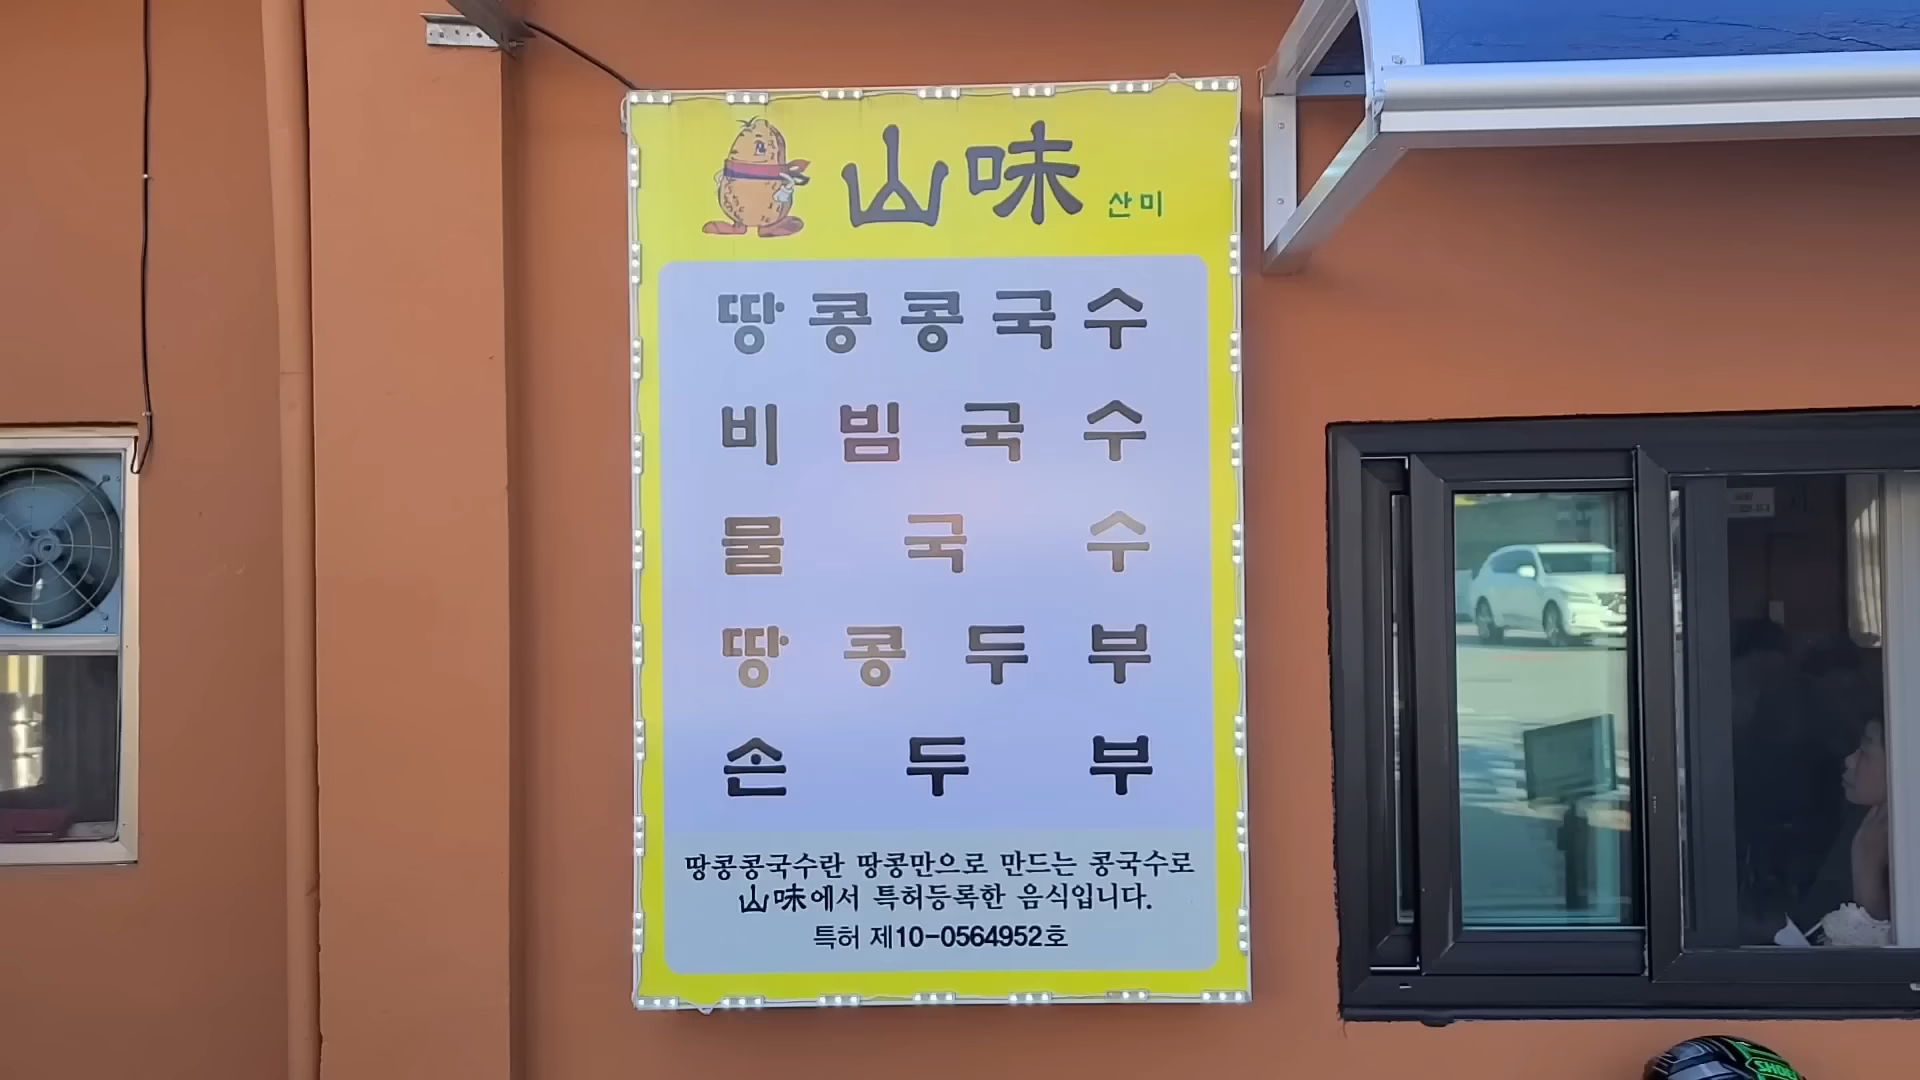 山味 산미
땅콩콩국수
비빔국수
물국수
땅콩두부
손두부
땅콩콩국수란 땅콩만으로 만드는 콩국수로
山味에서 특허등록한 음식입니다.
특허 제10-0564952호
SHOEI